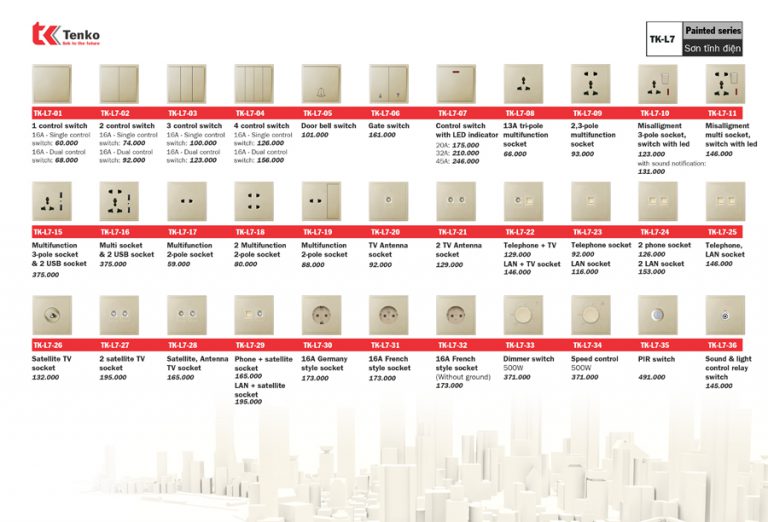 Tenko
link to the future
TK-L7
Painted series
Sơn tĩnh điện
TK-L7-01
1 control switch
16A - Single control
switch: 60.000
16A - Dual control
switch: 68.000
TK-L7-02
2 control switch
16A - Single control
switch: 74.000
16A - Dual control
switch: 92.000
TK-L7-03
3 control switch
16A - Single control
switch: 100.000
16A - Dual control
switch: 123.000
TK-L7-04
4 control switch
16A - Single control
switch: 126.000
16A - Dual control
switch: 156.000
TK-L7-05
Door bell switch
101.000
TK-L7-06
Gate switch
161.000
TK-L7-07
Control switch
with LED indicator
20A: 175.000
32A: 210.000
45A: 246.000
TK-L7-08
13A tri-pole
multifunction
socket
66.000
TK-L7-09
2,3-pole
multifunction
socket
93.000
TK-L7-10
Misalligment
3-pole socket,
switch with led
123.000
with sound notification:
131.000
TK-L7-11
Misalligment
multi socket,
switch with led
146.000
TK-L7-15
Multifunction
3-pole socket
& 2 USB socket
375.000
TK-L7-16
Multi socket
& 2 USB socket
375.000
TK-L7-17
Multifunction
2-pole socket
59.000
TK-L7-18
2 Multifunction
2-pole socket
80.000
TK-L7-19
Multifunction
2-pole socket
88.000
TK-L7-20
TV Antenna
socket
92.000
TK-L7-21
2 TV Antenna
socket
129.000
TK-L7-22
Telephone + TV
129.000
LAN + TV socket
146.000
TK-L7-23
Telephone socket
92.000
LAN socket
116.000
TK-L7-24
2 phone socket
126.000
2 LAN socket
153.000
TK-L7-25
Telephone,
LAN socket
146.000
TK-L7-26
Satellite TV
socket
132.000
TK-L7-27
2 satellite TV
socket
195.000
TK-L7-28
Satellite, Antenna
TV socket
165.000
TK-L7-29
Phone + satellite
socket
165.000
LAN + satellite
socket
195.000
TK-L7-30
16A Germany
style socket
173.000
TK-L7-31
16A French
style socket
173.000
TK-L7-32
16A French
style socket
(Without ground)
173.000
TK-L7-33
Dimmer switch
500W
371.000
TK-L7-34
Speed control
500W
371.000
TK-L7-35
PIR switch
491.000
TK-L7-36
Sound & light
control relay
switch
145.000